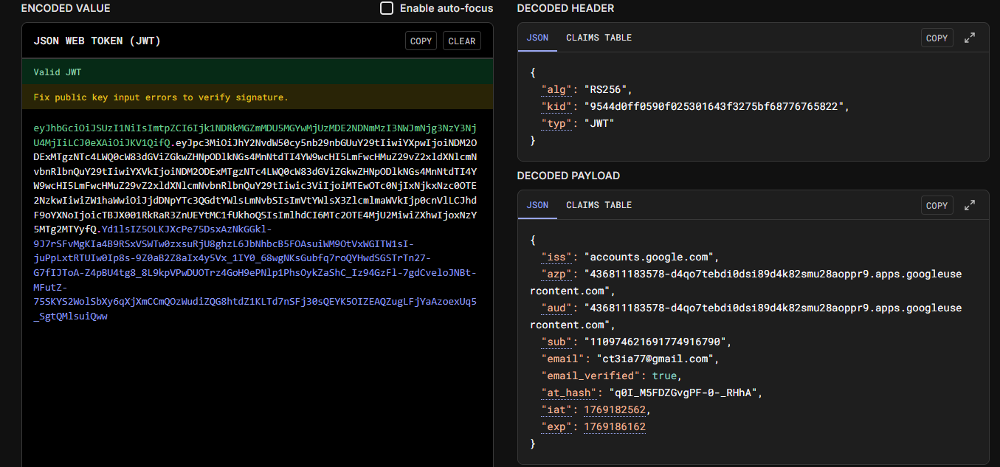 ENCODED VALUE
Enable auto-focus
JSON WEB TOKEN (JWT)
COPY
CLEAR
Valid JWT
Fix public key input errors to verify signature.
eyJhbGciOiJSUzI1NiIsImtpZCI6Ijk1NDRkMGZmMDU5MGYwMjUzMDE2NDNmMzI3NWJmNjg3NzY3Nj
U4MjIiLCJ0eXAiOiJKV1QifQ.eyJpc3MiOiJhY2NvdW50cy5nb29nbGUuY29tIiwiYXpwIjoiNDM2O
DExMTgzNTc4LWQ0cW83dGViZGkwZHNpODlkNGs4MnNtdTI4YW9wcHI5LmFwcHMuZ29vZ2xldXNlcmN
vbnRlbnQuY29tIiwiYXVkIjoiNDM2ODExMTgzNTc4LWQ0cW83dGViZGkwZHNpODlkNGs4MnNtdTI4Y
W9wcHI5LmFwcHMuZ29vZ2xldXNlcmNvbnRlbnQuY29tIiwic3ViIjoiMTEwOTc0NjIxNjkxNzc0OTE
2NzkwIiwiZW1haWwiOiJjdDNpYTc3QGdtYWlsLmNvbSIsImVtYWlsX3ZlcmlmaWVkIjp0cnVlLCJhd
F9oYXNoIjoicTBJX001RkRaR3ZnUEYtMC1fUkhoQSIsImlhdCI6MTc2OTE4MjU2MiwiZXhwIjoxNzY
5MTg2MTYyfQ.Yd1lsIZ5OLKJXcPe75DsxAzNkGGkl-
9J7rSFvMgKIa4B9RSxVSWTw0zxsuRjU8ghzL6JbNhbcB5FOAsuiWM9OtVxWGITW1sI-
juPpLxtRTUIw0Ip8s-9Z0aB2Z8aIx4y5Vx_1IY0_68wgNKsGubfq7roQYHwdSGSTrTn27-
G7fIJToA-Z4pBU4tg8_8L9kpVPwDUOTrz4GoH9ePNlp1PhsOykZaShC_Iz94GzFl-7gdCveloJNBt-
MFutZ-
75SKYS2WolSbXy6qXjXmCCmQOzWudiZQG8htdZ1KLTd7nSFj30sQEYK5OIZEAQZugLFjYaAzoexUq5
_SgtQMlsuiQww
DECODED HEADER
JSON
CLAIMS TABLE
COPY
{
"alg": "RS256",
"kid": "9544d0ff0590f025301643f3275bf68776765822",
"typ": "JWT"
}
DECODED PAYLOAD
JSON
CLAIMS TABLE
COPY
{
"iss": "accounts.google.com",
"azp": "436811183578-d4qo7tebdi0dsi89d4k82smu28aoppr9.apps.googleuse
rcontent.com",
"aud": "436811183578-d4qo7tebdi0dsi89d4k82smu28aoppr9.apps.googleuse
rcontent.com",
"sub": "110974621691774916790",
"email": "ct3ia77@gmail.com",
"email_verified": true,
"at_hash": "q0I_M5FDZGvgPF-0-_RHhA",
"iat": 1769182562,
"exp": 1769186162
}